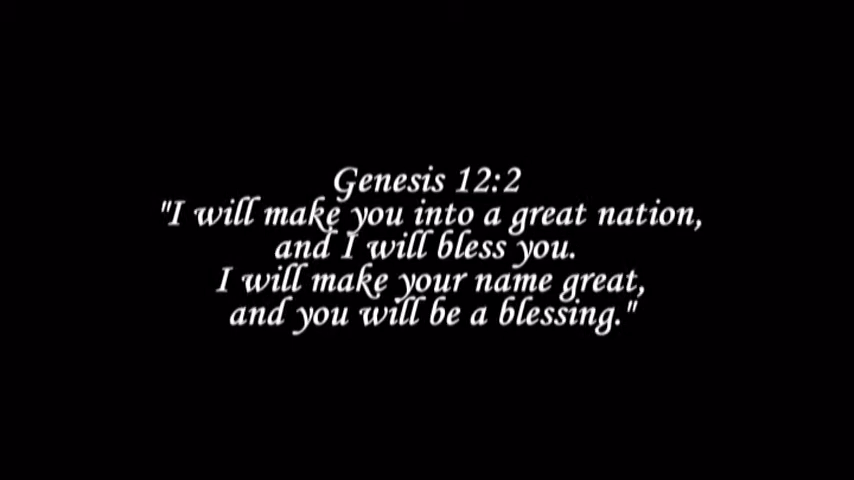 Genesis 12:2
"I will make you into a great nation,
and I will bless you.
I will make your name great,
and you will be a blessing."